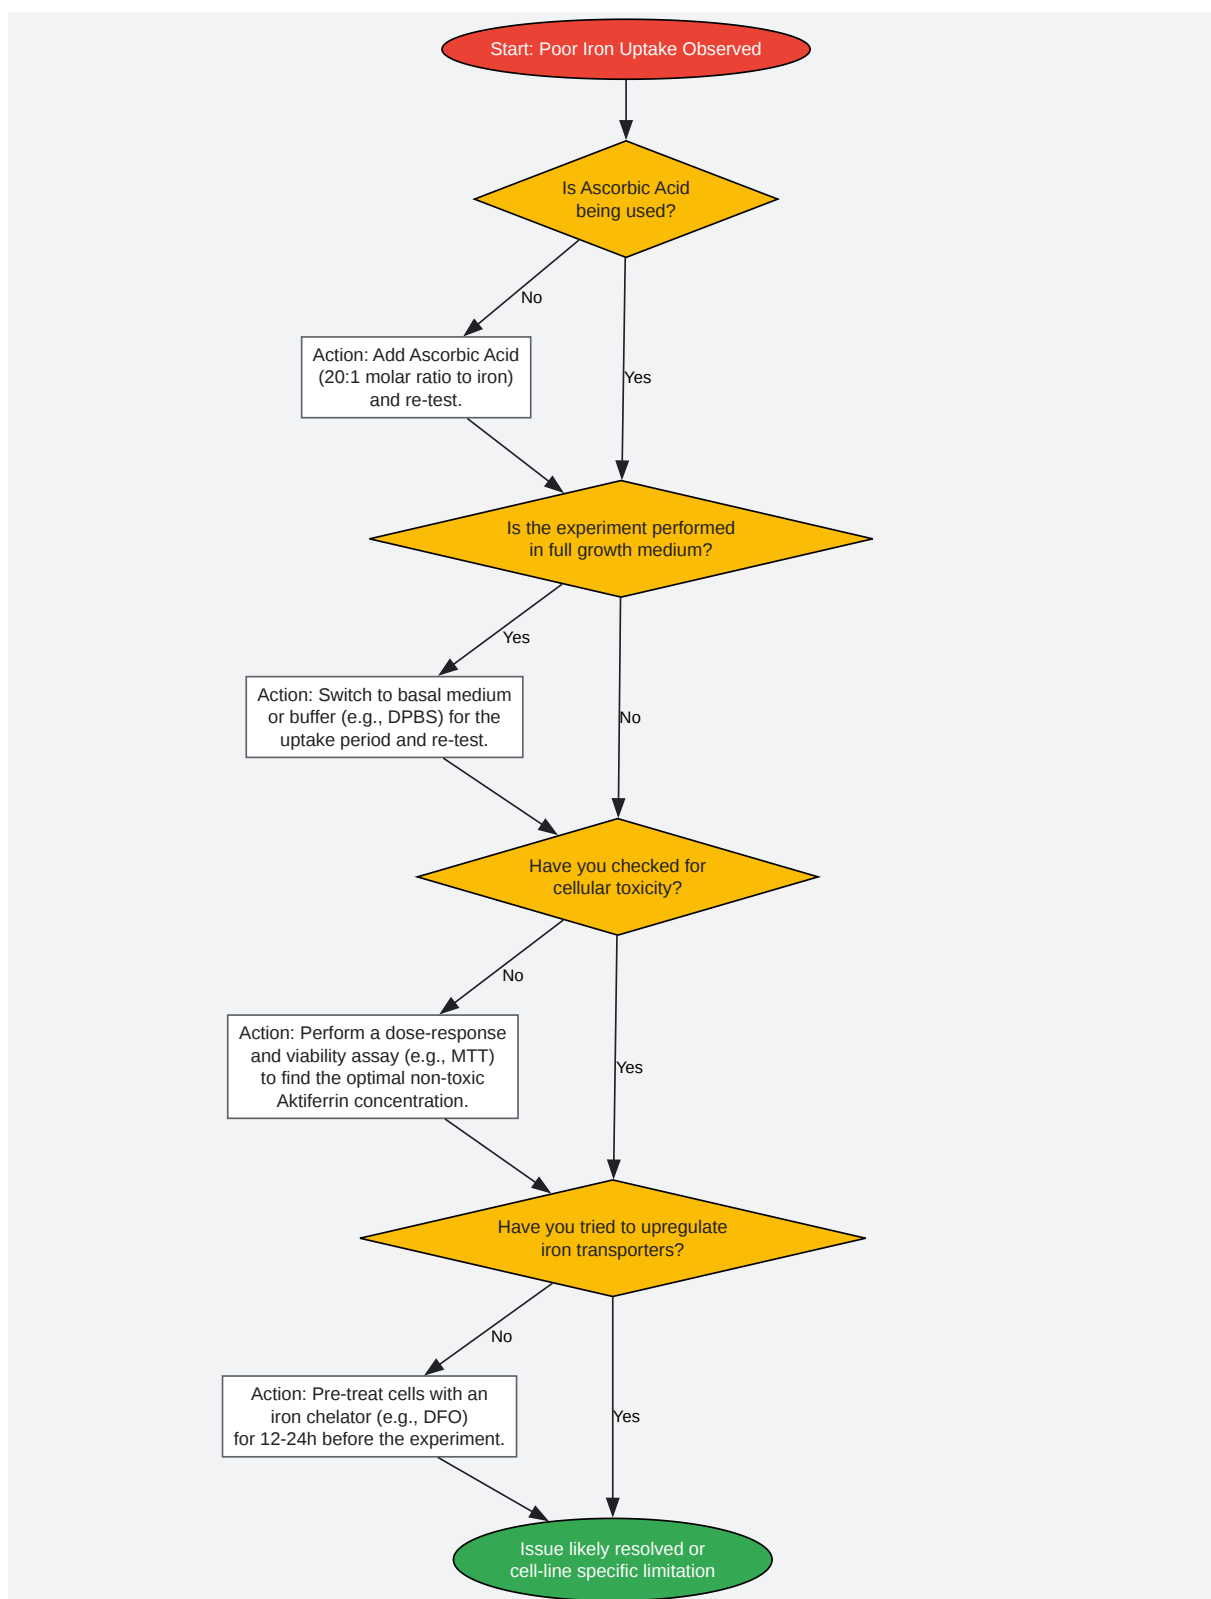 Start: Poor Iron Uptake Observed
Is Ascorbic Acid
being used?
No
Action: Add Ascorbic Acid
(20:1 molar ratio to iron)
and re-test.
Yes
Is the experiment performed
in full growth medium?
Yes
Action: Switch to basal medium
or buffer (e.g., DPBS) for the
uptake period and re-test.
No
Have you checked for
cellular toxicity?
No
Action: Perform a dose-response
and viability assay (e.g., MTT)
to find the optimal non-toxic
Aktiferrin concentration.
Yes
Have you tried to upregulate
iron transporters?
No
Action: Pre-treat cells with an
iron chelator (e.g., DFO)
for 12-24h before the experiment.
Yes
Issue likely resolved or
cell-line specific limitation